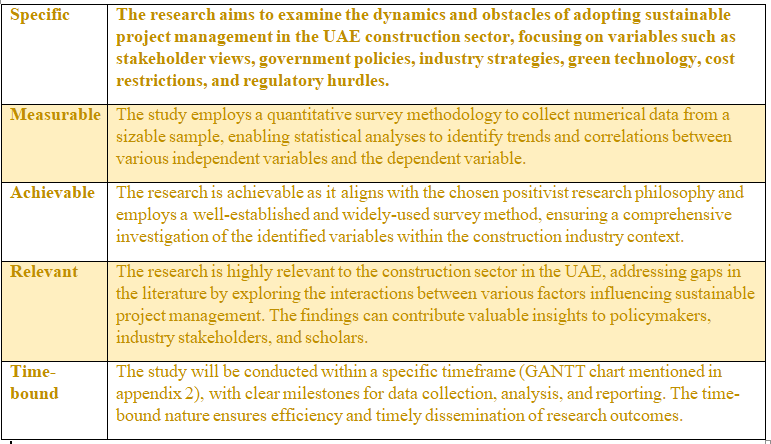 Specific The research aims to examine the dynamics and obstacles of adopting sustainable
project management in the UAE construction sector, focusing on variables such as
stakeholder views, government policies, industry strategies, green technology, cost
restrictions, and regulatory hurdles.
Measurable The study employs a quantitative survey methodology to collect numerical data from a
sizable sample, enabling statistical analyses to identify trends and correlations between
various independent variables and the dependent variable.
Achievable The research is achievable as it aligns with the chosen positivist research philosophy and
employs a well-established and widely-used survey method, ensuring a comprehensive
investigation of the identified variables within the construction industry context.
Relevant The research is highly relevant to the construction sector in the UAE, addressing gaps in
the literature by exploring the interactions between various factors influencing sustainable
project management. The findings can contribute valuable insights to policymakers,
industry stakeholders, and scholars.
Time- The study will be conducted within a specific timeframe (GANTT chart mentioned in
bound appendix 2), with clear milestones for data collection, analysis, and reporting. The time-
bound nature ensures efficiency and timely dissemination of research outcomes.